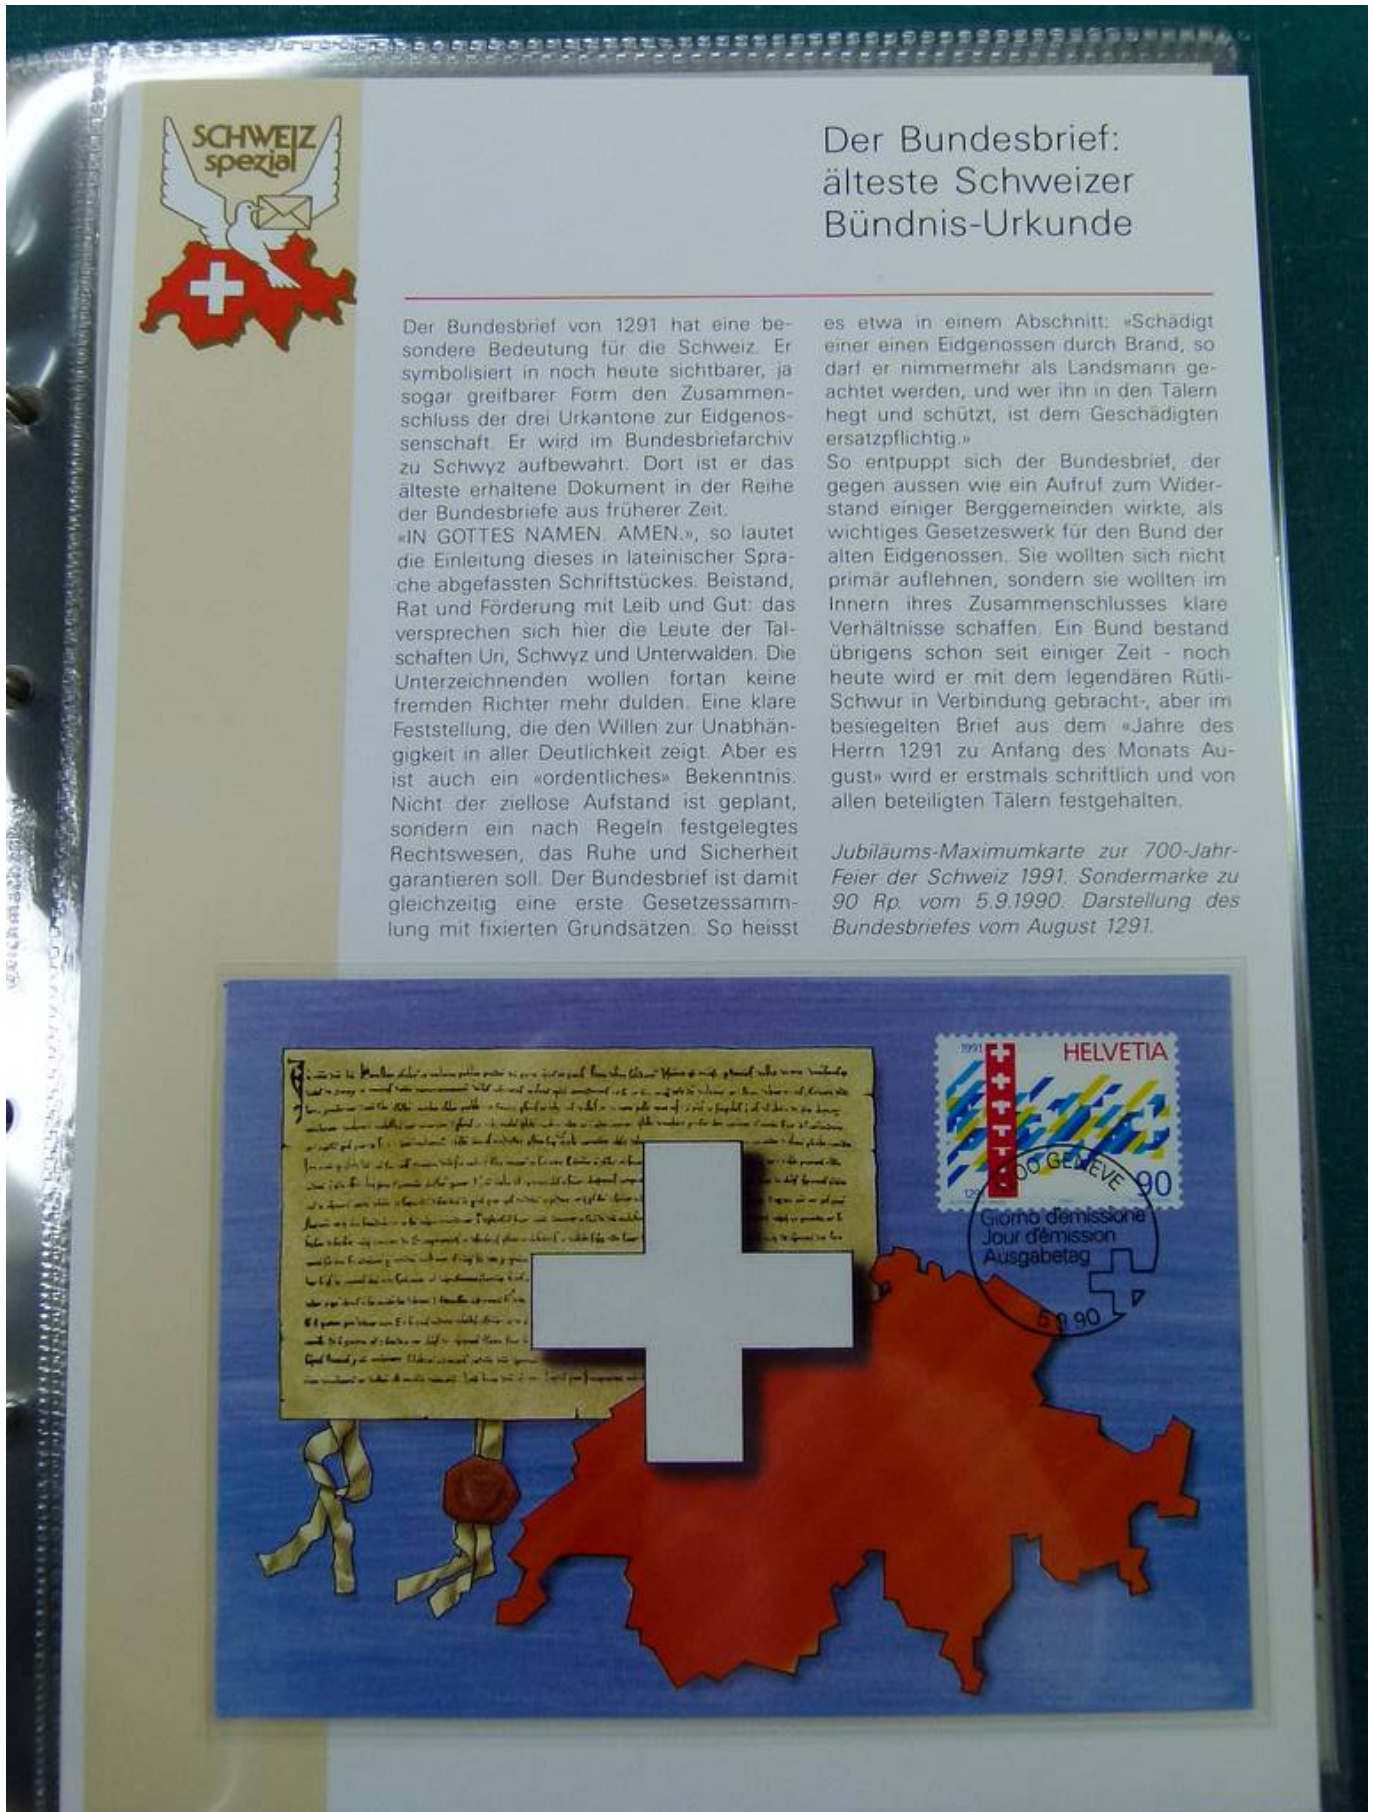 SCHWEIZ
spezial
Der Bundesbrief:
älteste Schweizer
Bündnis-Urkunde
Der Bundesbrief von 1291 hat eine be-
sondere Bedeutung für die Schweiz. Er
symbolisiert in noch heute sichtbarer, ja
sogar greifbarer Form den Zusammen-
schluss der drei Urkantone zur Eidgenos-
senschaft. Er wird im Bundesbriefarchiv
zu Schwyz aufbewahrt. Dort ist er das
älteste erhaltene Dokument in der Reihe
der Bundesbriefe aus früherer Zeit.
«IN GOTTES NAMEN. AMEN.», so lautet
die Einleitung dieses in lateinischer Spra-
che abgefassten Schriftstückes. Beistand,
Rat und Förderung mit Leib und Gut: das
versprechen sich hier die Leute der Tal-
schaften Uri, Schwyz und Unterwalden. Die
Unterzeichnenden wollen fortan keine
fremden Richter mehr dulden. Eine klare
Feststellung, die den Willen zur Unabhän-
gigkeit in aller Deutlichkeit zeigt. Aber es
ist auch ein «ordentliches» Bekenntnis.
Nicht der ziellose Aufstand ist geplant,
sondern ein nach Regeln festgelegtes
Rechtswesen, das Ruhe und Sicherheit
garantieren soll. Der Bundesbrief ist damit
gleichzeitig eine erste Gesetzessamm-
lung mit fixierten Grundsätzen. So heisst
es etwa in einem Abschnitt: «Schädigt
einer einen Eidgenossen durch Brand, so
darf er nimmermehr als Landsmann ge-
achtet werden, und wer ihn in den Tälern
hegt und schützt, ist dem Geschädigten
ersatzpflichtig.»
So entpuppt sich der Bundesbrief, der
gegen aussen wie ein Aufruf zum Wider-
stand einiger Berggemeinden wirkte, als
wichtiges Gesetzeswerk für den Bund der
alten Eidgenossen. Sie wollten sich nicht
primär auflehnen, sondern sie wollten im
Innern ihres Zusammenschlusses klare
Verhältnisse schaffen. Ein Bund bestand
übrigens schon seit einiger Zeit - noch
heute wird er mit dem legendären Rütli-
Schwur in Verbindung gebracht-, aber im
besiegelten Brief aus dem «Jahre des
Herrn 1291 zu Anfang des Monats Au-
gust» wird er erstmals schriftlich und von
allen beteiligten Tälern festgehalten.
Jubiläums-Maximumkarte zur 700-Jahr-
Feier der Schweiz 1991. Sondermarke zu
90 Rp. vom 5.9.1990. Darstellung des
Bundesbriefes vom August 1291.
1991 HELVETIA
90
GENÈVE
Giorno d'émissione
Jour d'émission
Ausgabetag
5 9 90